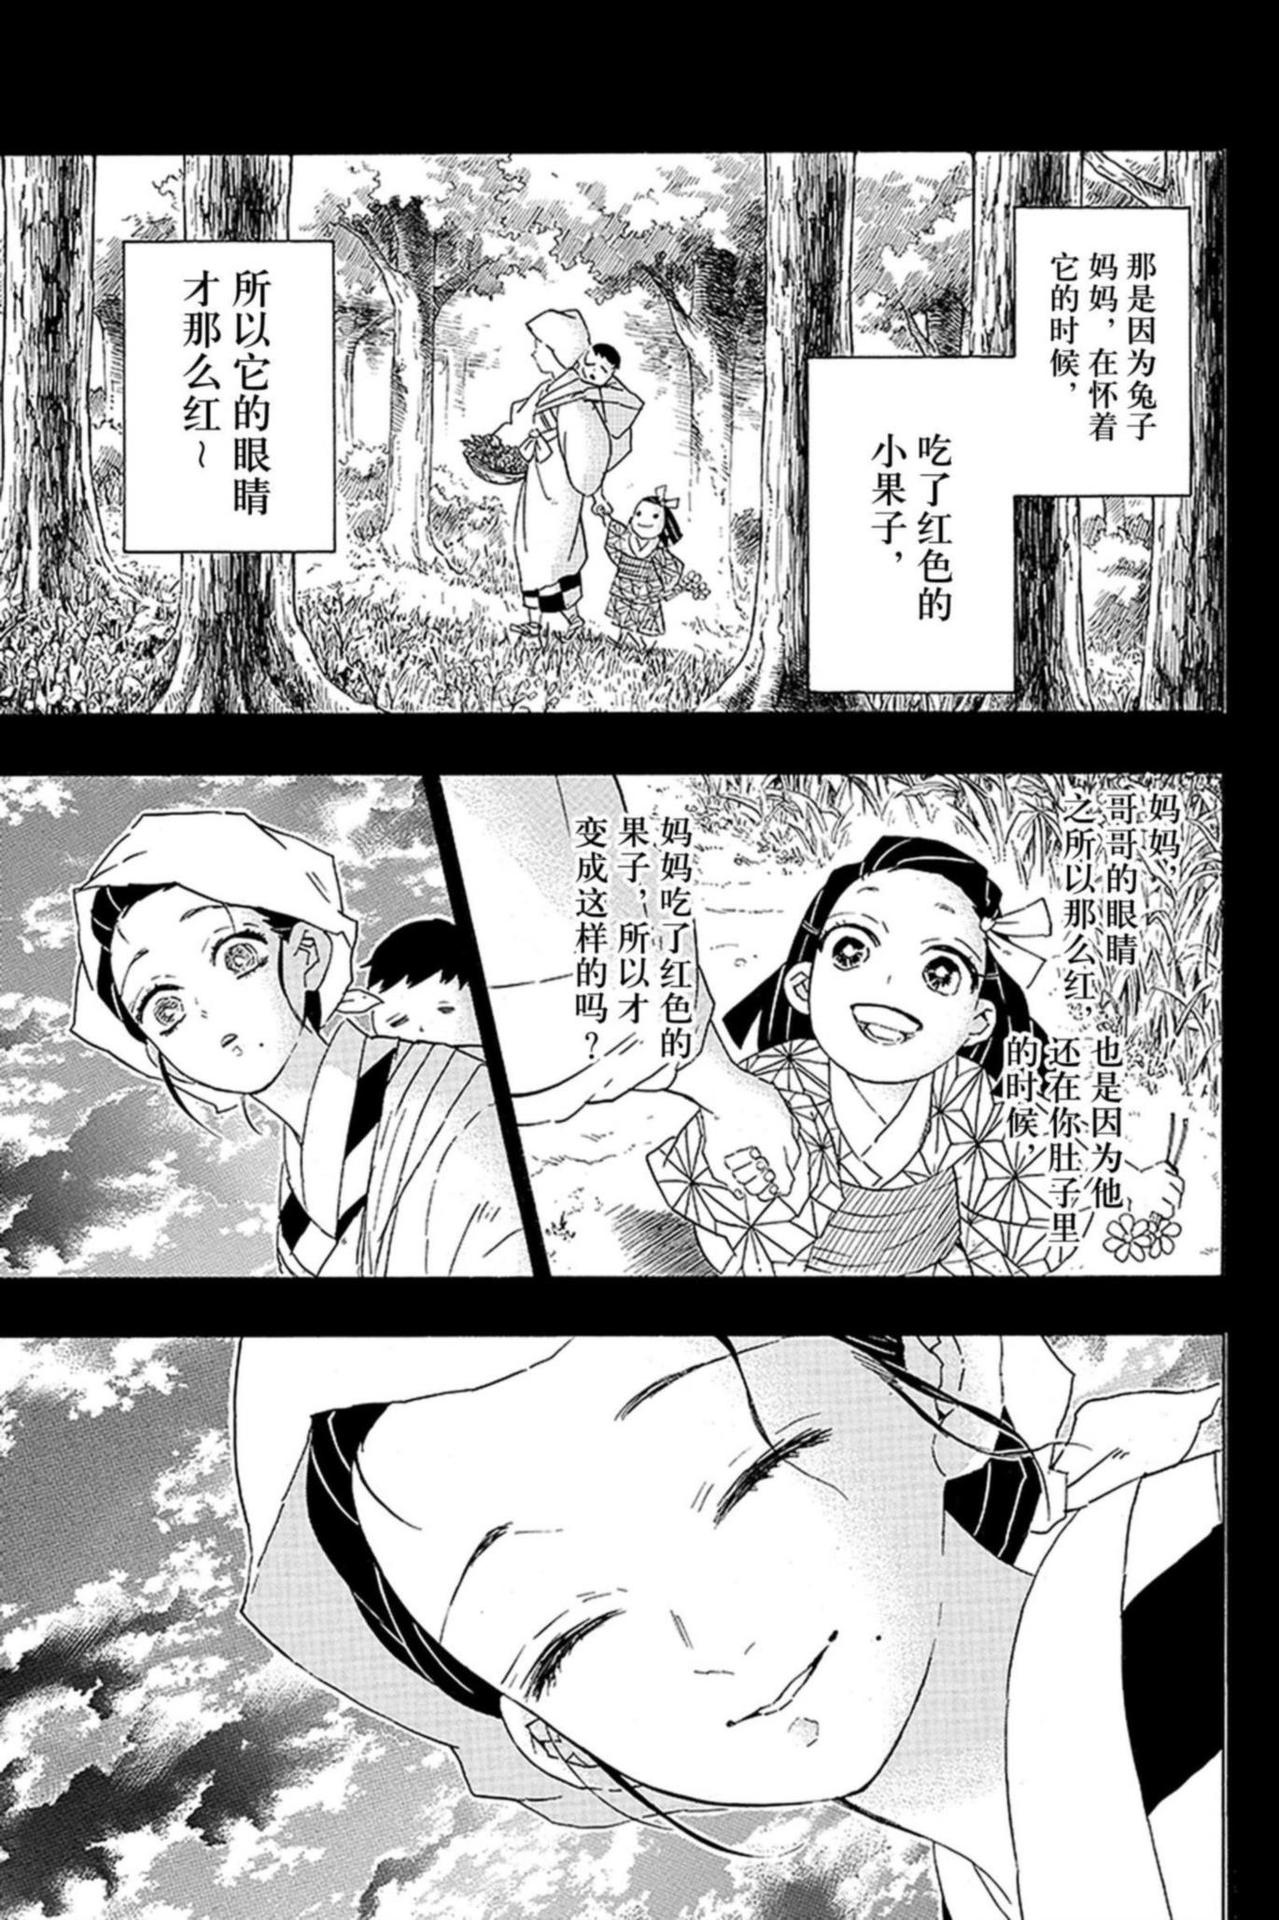 那是因为兔子
妈妈，在怀着
它的时候，
吃了红色的
小果子，
所以它的眼睛
才那么红～
妈妈，
哥哥的眼睛
之所以那么红，
也是因为他
还在你肚子里
的时候，
妈妈吃了红色的
果子，所以才
变成这样的吗？